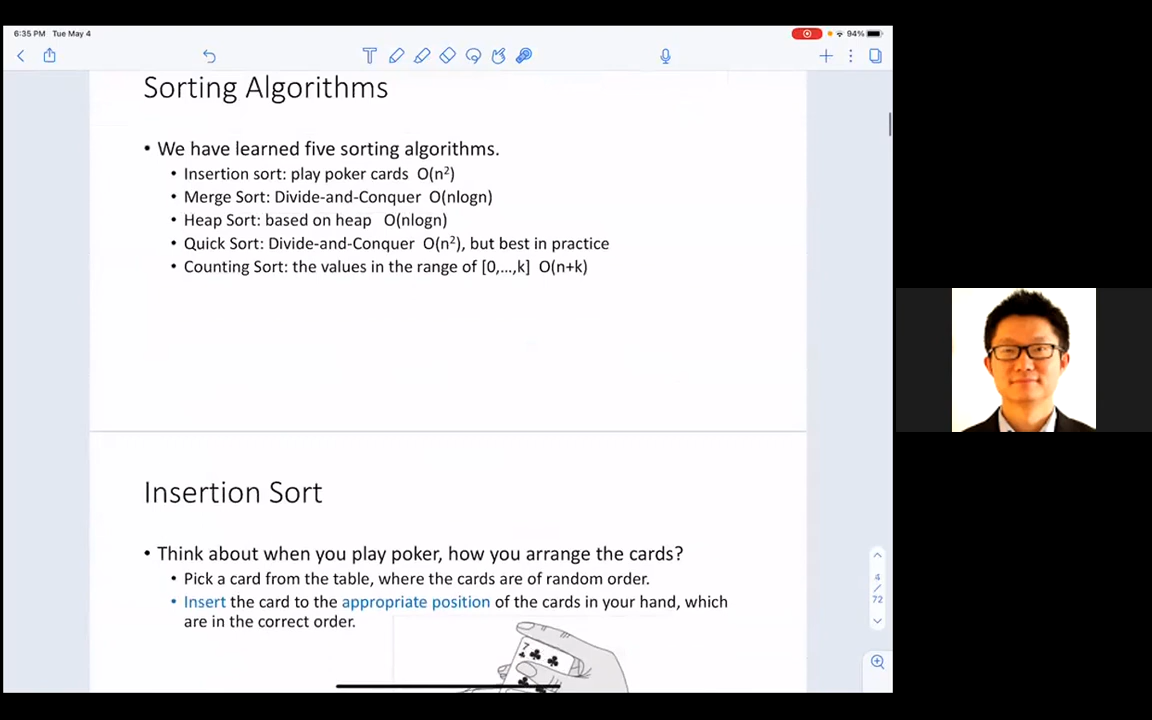 6:35 PM Tue May 4
94%
Sorting Algorithms
• We have learned five sorting algorithms.
• Insertion sort: play poker cards O(n²)
• Merge Sort: Divide-and-Conquer O(nlogn)
• Heap Sort: based on heap O(nlogn)
• Quick Sort: Divide-and-Conquer O(n²), but best in practice
• Counting Sort: the values in the range of [0,...,k] O(n+k)
Insertion Sort
• Think about when you play poker, how you arrange the cards?
• Pick a card from the table, where the cards are of random order.
• Insert the card to the appropriate position of the cards in your hand, which
are in the correct order.
7
4
/
72